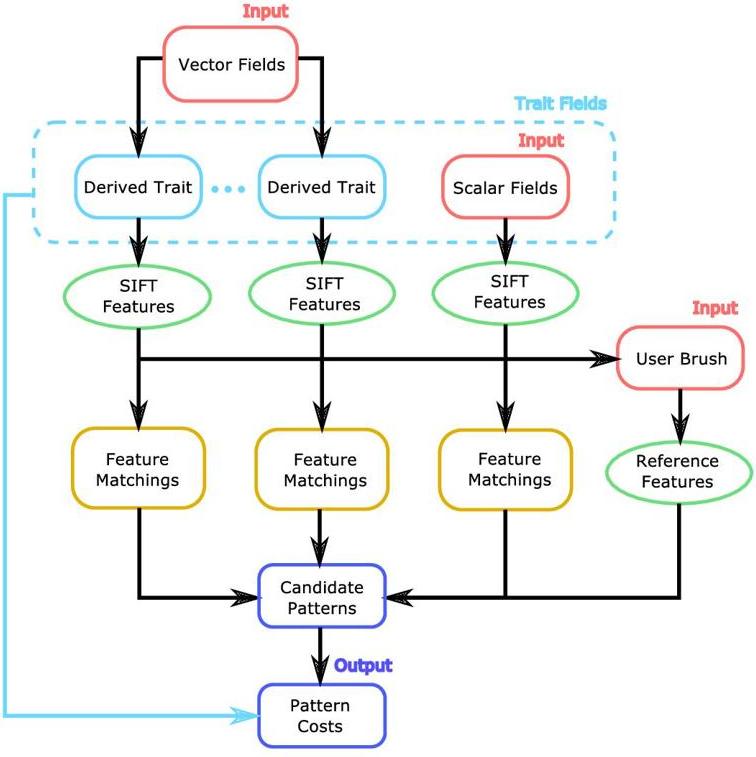 Input
Vector Fields
Trait Fields
Input
Derived Trait
Derived Trait
Scalar Fields
SIFT
Features
SIFT
Features
SIFT
Features
Input
User Brush
Feature
Matchings
Feature
Matchings
Feature
Matchings
Reference
Features
Candidate
Patterns
Output
Pattern
Costs